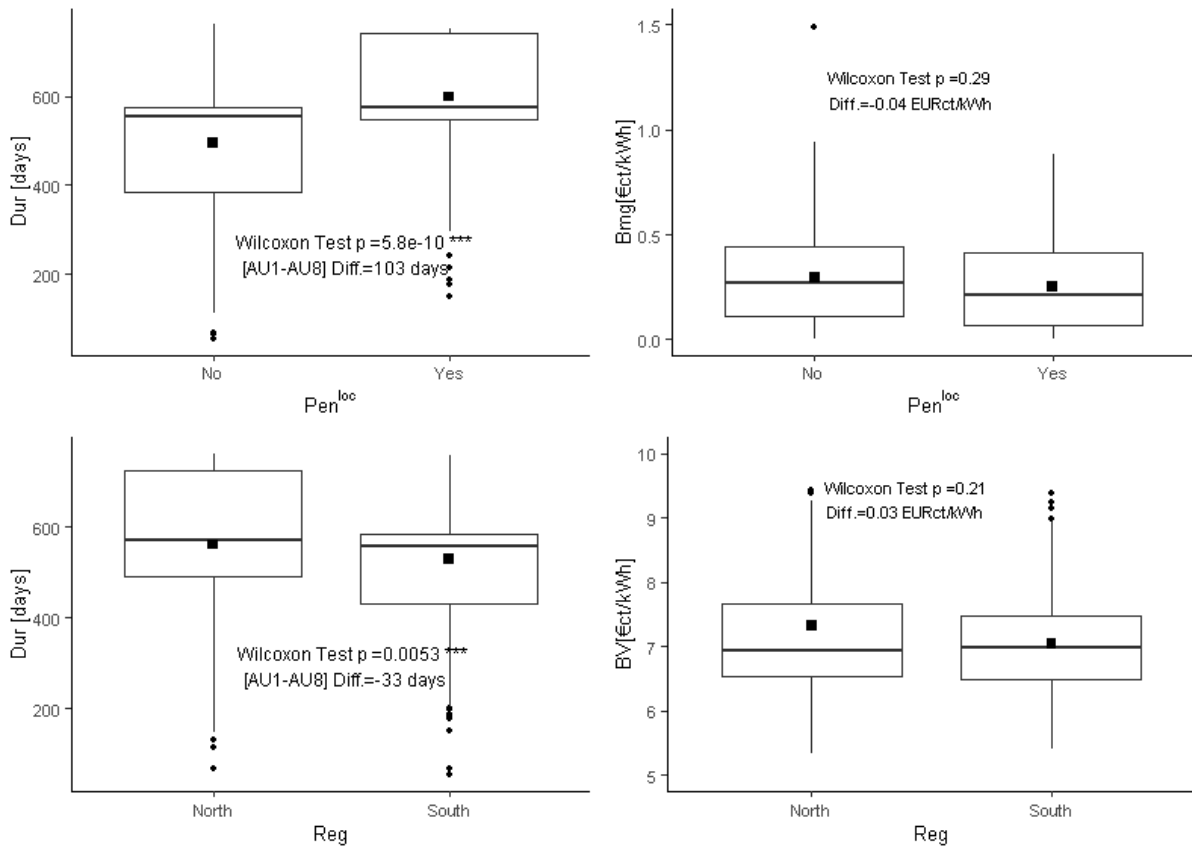 600
400
200
Dur [days]
Wilcoxon Test p =5.8e-10 ***
[AU1-AU8] Diff.=103 days
No
Yes
Pen^loc
1.5
1.0
0.5
0.0
Bmg[€ct/kWh]
Wilcoxon Test p =0.29
Diff.=-0.04 EURct/kWh
No
Yes
Pen^loc
600
400
200
Dur [days]
Wilcoxon Test p =0.0053 ***
[AU1-AU8] Diff.=-33 days
North
South
Reg
10
9
8
7
6
5
BV[€ct/kWh]
Wilcoxon Test p =0.21
Diff.=0.03 EURct/kWh
North
South
Reg